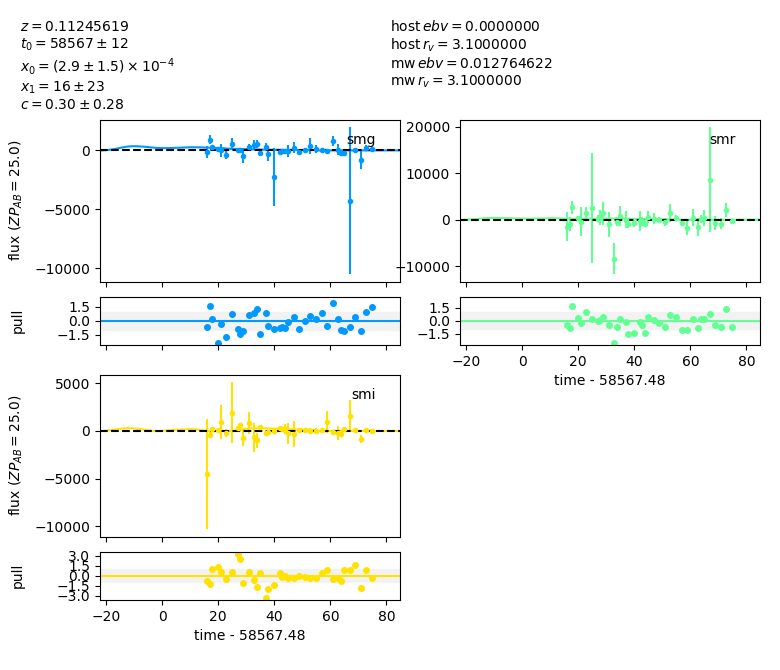 z = 0.11245619
t₀ = 58567 ± 12
x₀ = (2.9 ± 1.5) × 10⁻⁴
x₁ = 16 ± 23
c = 0.30 ± 0.28
host ebv = 0.0000000
host r_v = 3.1000000
mw ebv = 0.012764622
mw r_v = 3.1000000
smg
flux (ZP_AB = 25.0)
0
−5000
−10000
smr
20000
10000
0
−10000
pull
1.5
0.0
−1.5
1.5
0.0
−1.5
−20 0 20 40 60 80
time - 58567.48
smi
flux (ZP_AB = 25.0)
5000
0
−5000
−10000
pull
3.0
1.5
0.0
−1.5
−3.0
−20 0 20 40 60 80
time - 58567.48